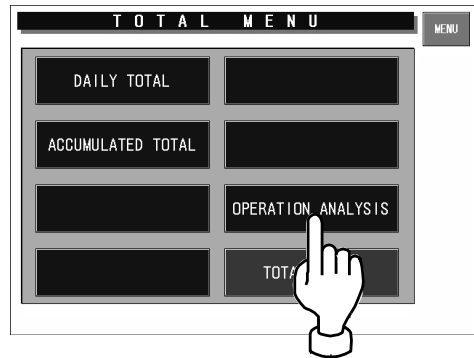 TOTAL MENU
MENU
DAILY TOTAL
ACCUMULATED TOTAL
OPERATION ANALYSIS